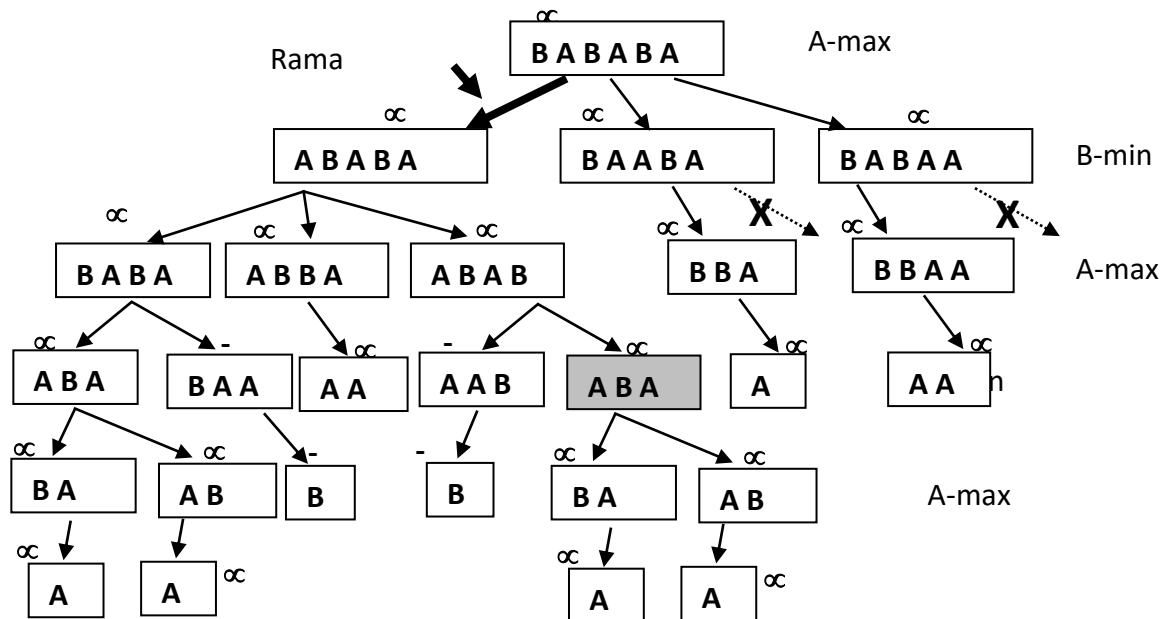 ∝
B A B A B A
A-max
Rama
∝ ∝ ∝
A B A B A
B A A B A
B A B A A
B-min
X X
∝ ∝ ∝ ∝ ∝
B A B A
A B B A
A B A B
B B A
B B A A
A-max
∝ - ∝ - ∝ ∝ ∝
A B A
B A A
A A
A A B
A B A
A
A A
n
∝ ∝ - - ∝ ∝
B A
A B
B
B
B A
A B
A-max
∝ ∝ ∝ ∝
A
A
A
A